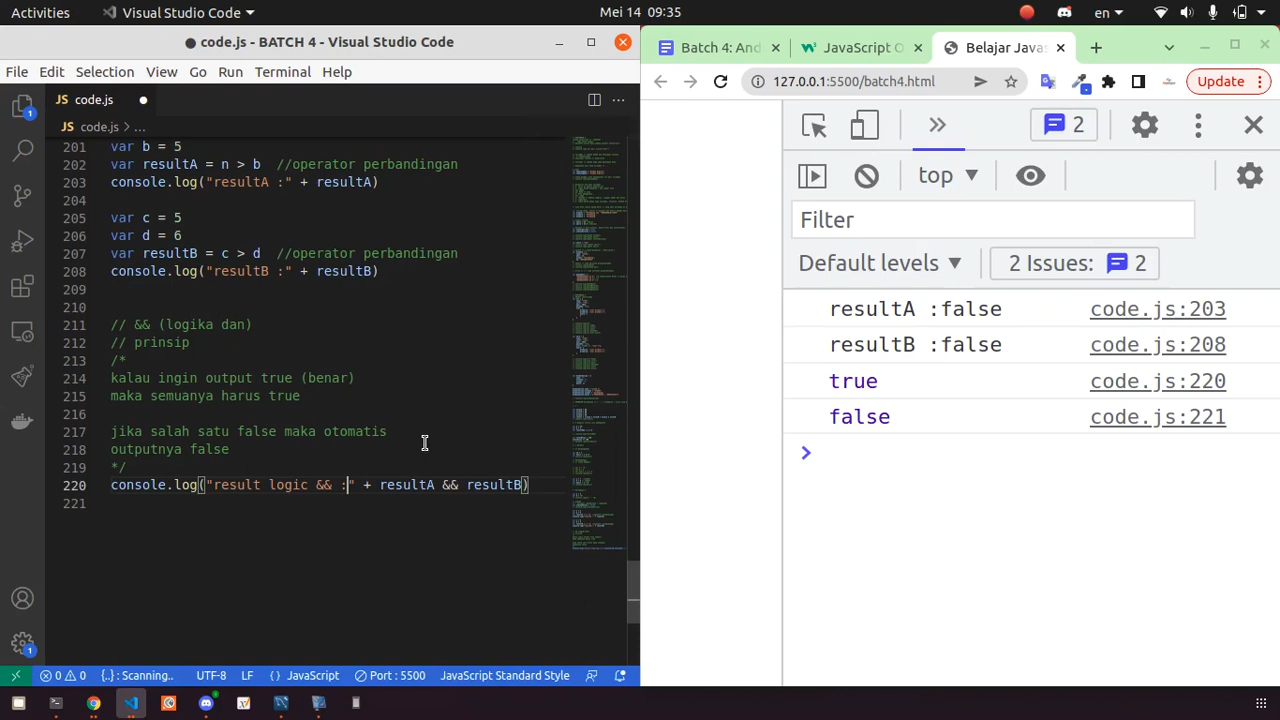 Activities
Visual Studio Code
Mei 14 09:35
en
code.js - BATCH 4 - Visual Studio Code
File Edit Selection View Go Run Terminal Help
JS code.js
JS code.js > ...
201 var b = 5
202 var resultA = n > b //operator perbandingan
203 console.log("resultA :" + resultA)
204
205 var c = 5
206 var d = 6
207 var resultB = c > d //operator perbandingan
208 console.log("resultB :" + resultB)
209
210
211 // && (logika dan)
212 // prinsip
213 /*
214 kalau ingin output true (benar)
215 maka semuanya harus true
216
217 jika salah satu false maka otomatis
218 outputnya false
219 */
220 console.log("result logic && :" + resultA && resultB)
221
1
1
0 0 {..} : Scanning.. UTF-8 LF JavaScript Port : 5500 JavaScript Standard Style
Batch 4: And
JavaScript O
Belajar Javas
127.0.0.1:5500/batch4.html
Update
2
top
Filter
Default levels
2 Issues: 2
resultA :false code.js:203
resultB :false code.js:208
true code.js:220
false code.js:221